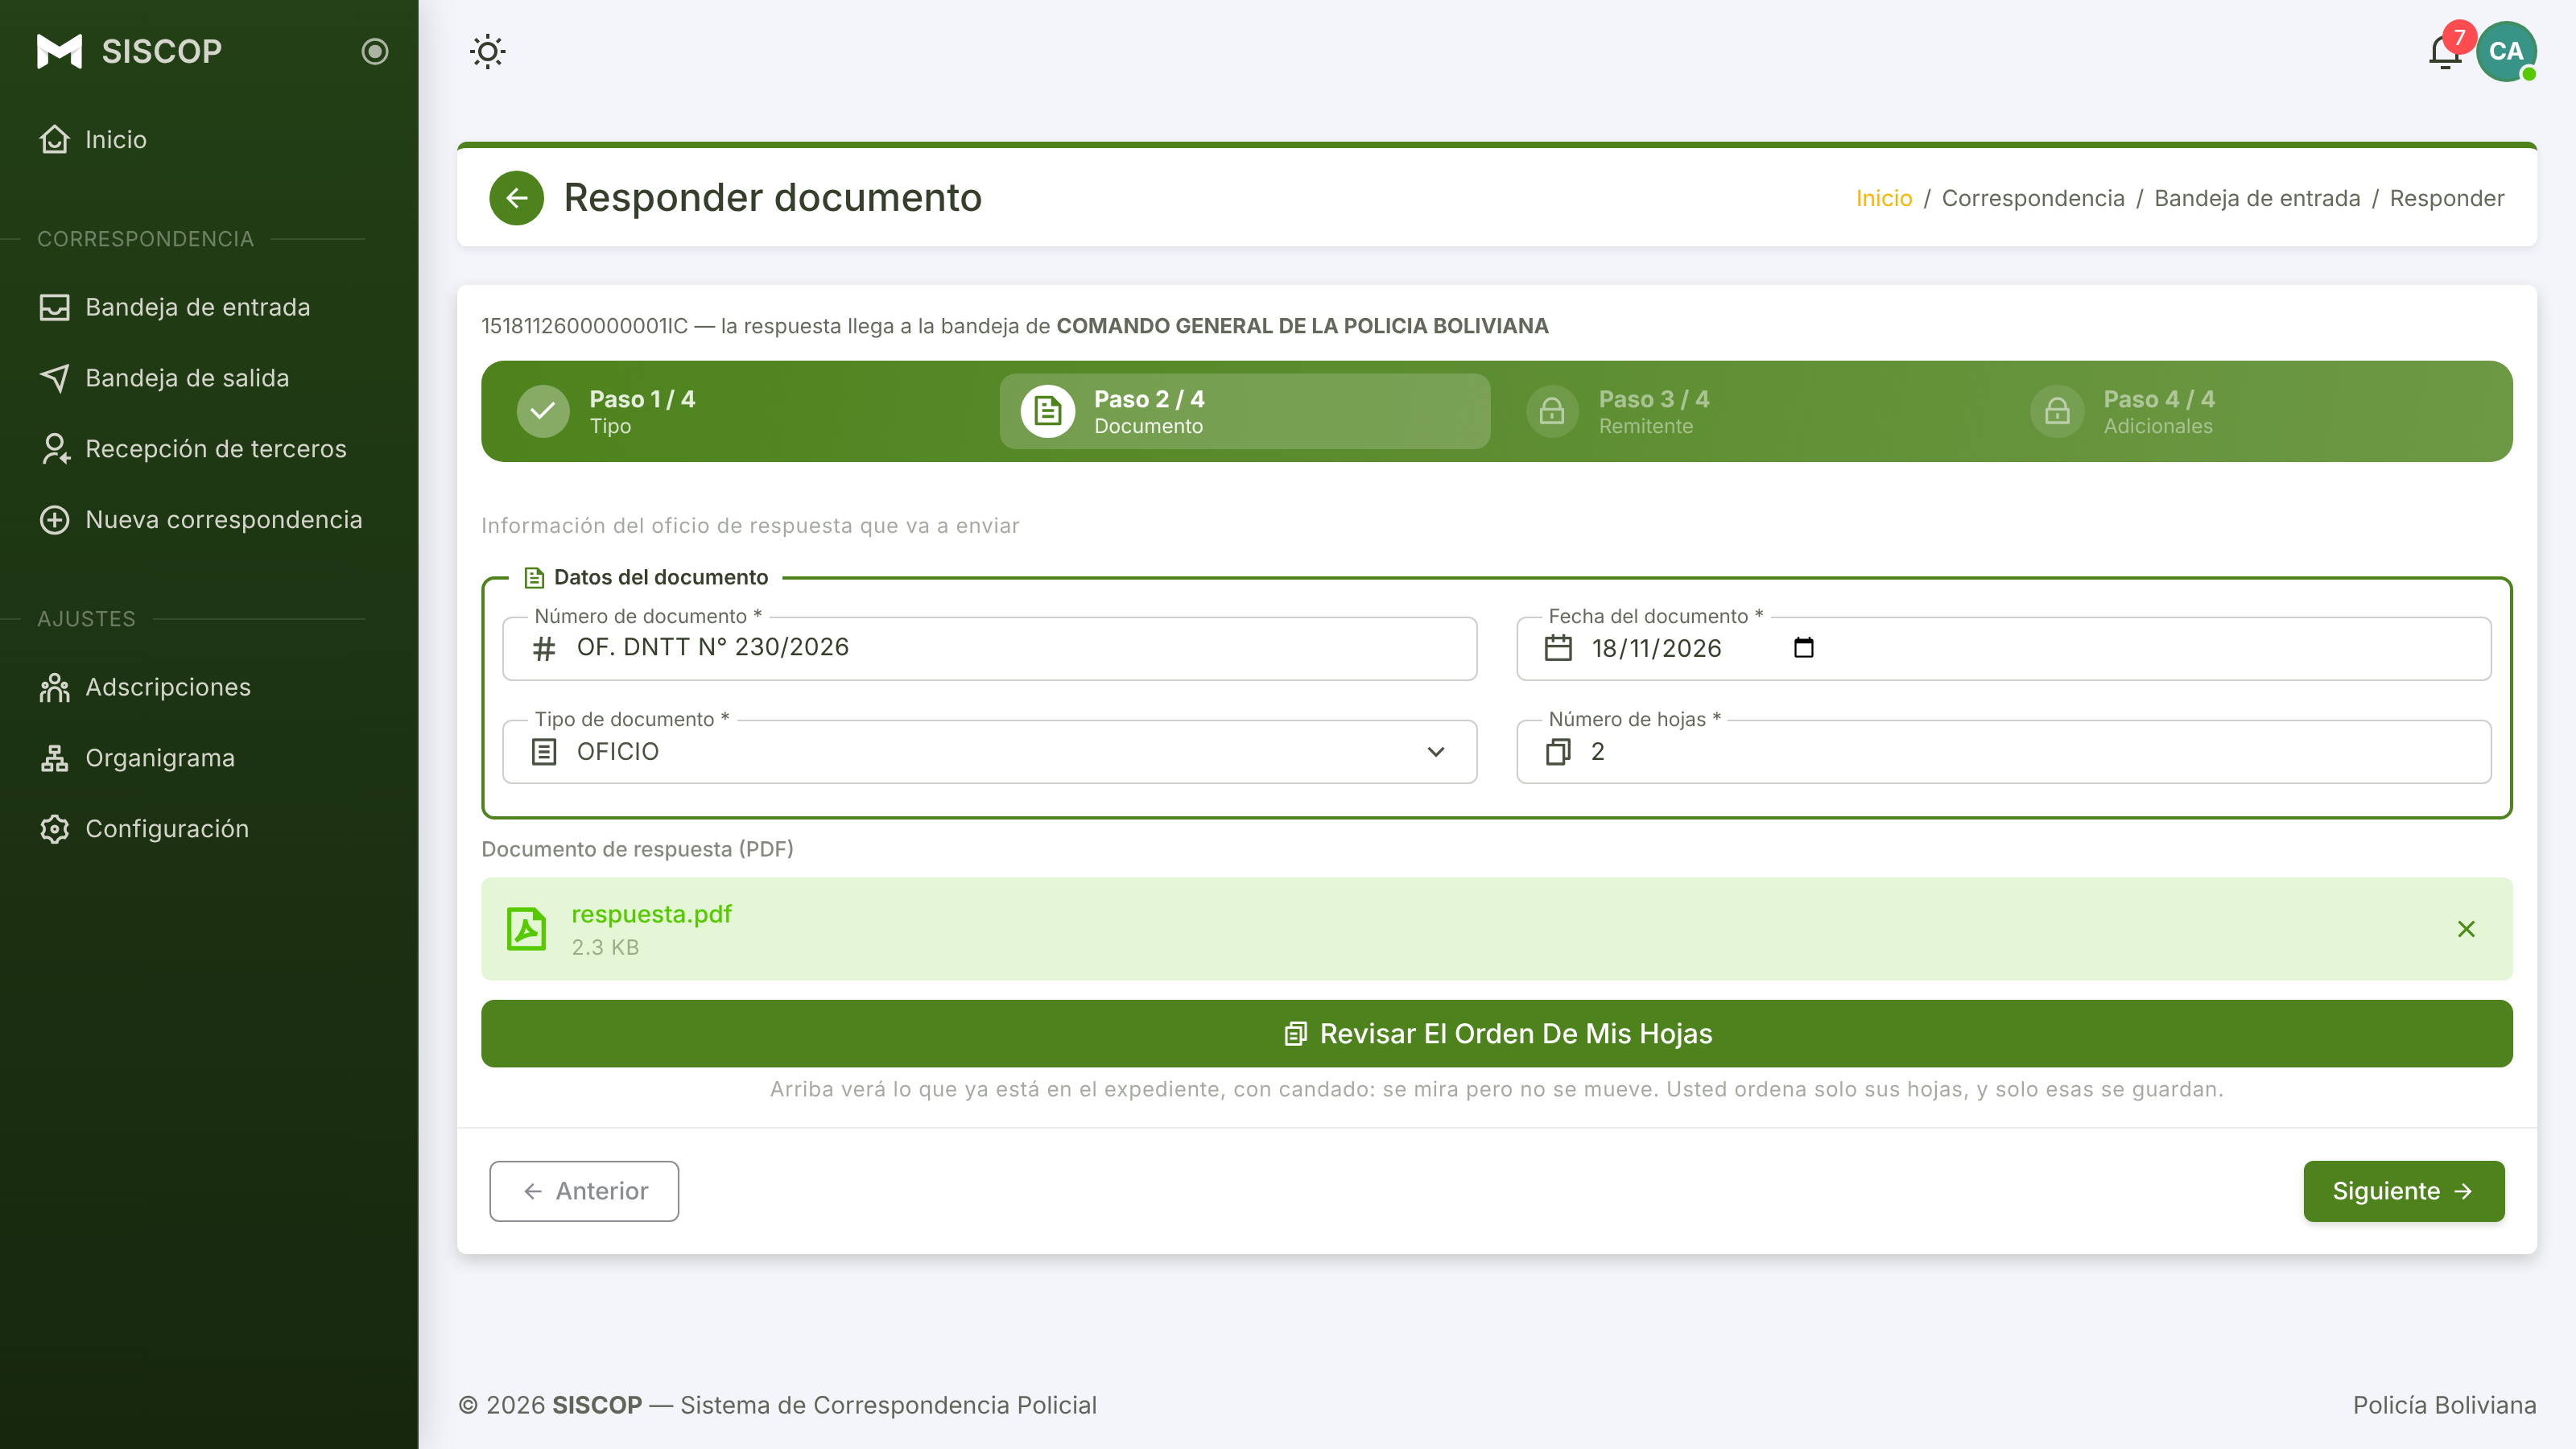 SISCOP
7
CA
Inicio
CORRESPONDENCIA
Bandeja de entrada
Bandeja de salida
Recepción de terceros
Nueva correspondencia
AJUSTES
Adscripciones
Organigrama
Configuración
Responder documento
Inicio / Correspondencia / Bandeja de entrada / Responder
1518112600000001IC — la respuesta llega a la bandeja de COMANDO GENERAL DE LA POLICIA BOLIVIANA
Paso 1 / 4
Tipo
Paso 2 / 4
Documento
Paso 3 / 4
Remitente
Paso 4 / 4
Adicionales
Información del oficio de respuesta que va a enviar
Datos del documento
Número de documento *
OF. DNTT N° 230/2026
Fecha del documento *
18/11/2026
Tipo de documento *
OFICIO
Número de hojas *
2
Documento de respuesta (PDF)
respuesta.pdf
2.3 KB
Revisar El Orden De Mis Hojas
Arriba verá lo que ya está en el expediente, con candado: se mira pero no se mueve. Usted ordena solo sus hojas, y solo esas se guardan.
Anterior
Siguiente
© 2026 SISCOP — Sistema de Correspondencia Policial
Policía Boliviana